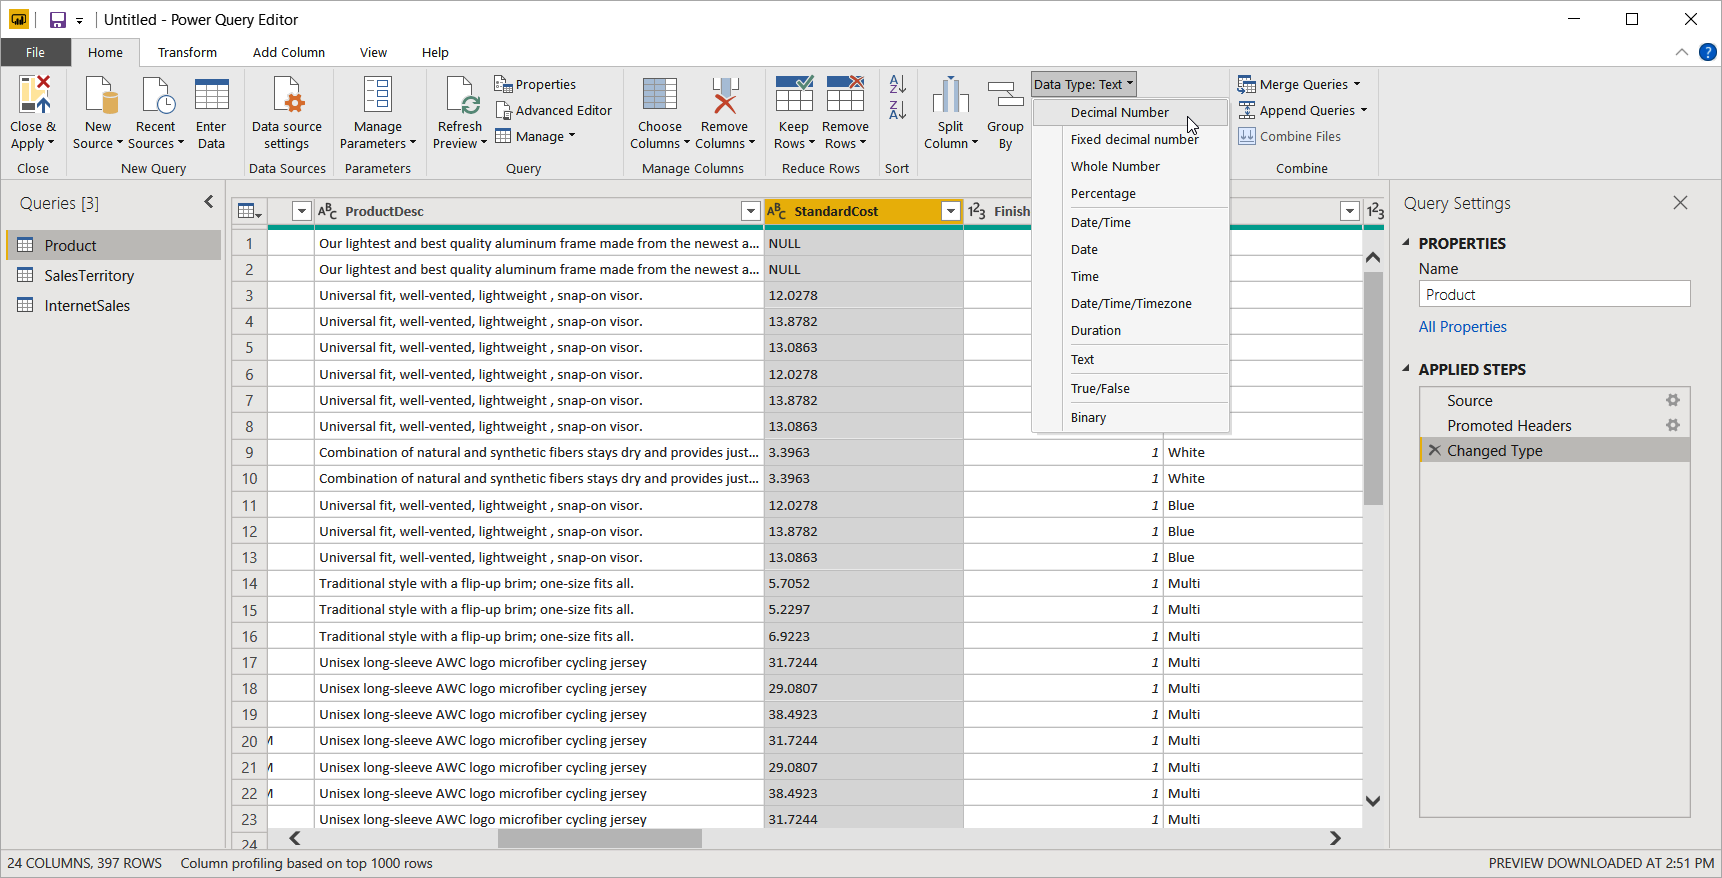 Untitled - Power Query Editor
File Home Transform Add Column View Help
Close & Apply
New Source
Recent Sources
Enter Data
Data source settings
Manage Parameters
Refresh Preview
Properties
Advanced Editor
Manage
Choose Columns
Remove Columns
Keep Rows
Remove Rows
Split Column
Group By
Data Type: Text
Merge Queries
Append Queries
Combine Files
Close New Query Data Sources Parameters Query Manage Columns Reduce Rows Sort Combine
Decimal Number
Fixed decimal number
Whole Number
Percentage
Date/Time
Date
Time
Date/Time/Timezone
Duration
Text
True/False
Binary
Queries [3]
Product
SalesTerritory
InternetSales
ABC ProductDesc ABC StandardCost 123 Finish 123
1 Our lightest and best quality aluminum frame made from the newest a... NULL
2 Our lightest and best quality aluminum frame made from the newest a... NULL
3 Universal fit, well-vented, lightweight , snap-on visor. 12.0278
4 Universal fit, well-vented, lightweight , snap-on visor. 13.8782
5 Universal fit, well-vented, lightweight , snap-on visor. 13.0863
6 Universal fit, well-vented, lightweight , snap-on visor. 12.0278
7 Universal fit, well-vented, lightweight , snap-on visor. 13.8782
8 Universal fit, well-vented, lightweight , snap-on visor. 13.0863
9 Combination of natural and synthetic fibers stays dry and provides just... 3.3963 1 White
10 Combination of natural and synthetic fibers stays dry and provides just... 3.3963 1 White
11 Universal fit, well-vented, lightweight , snap-on visor. 12.0278 1 Blue
12 Universal fit, well-vented, lightweight , snap-on visor. 13.8782 1 Blue
13 Universal fit, well-vented, lightweight , snap-on visor. 13.0863 1 Blue
14 Traditional style with a flip-up brim; one-size fits all. 5.7052 1 Multi
15 Traditional style with a flip-up brim; one-size fits all. 5.2297 1 Multi
16 Traditional style with a flip-up brim; one-size fits all. 6.9223 1 Multi
17 Unisex long-sleeve AWC logo microfiber cycling jersey 31.7244 1 Multi
18 Unisex long-sleeve AWC logo microfiber cycling jersey 29.0807 1 Multi
19 Unisex long-sleeve AWC logo microfiber cycling jersey 38.4923 1 Multi
20 M Unisex long-sleeve AWC logo microfiber cycling jersey 31.7244 1 Multi
21 M Unisex long-sleeve AWC logo microfiber cycling jersey 29.0807 1 Multi
22 M Unisex long-sleeve AWC logo microfiber cycling jersey 38.4923 1 Multi
23 Unisex long-sleeve AWC logo microfiber cycling jersey 31.7244 1 Multi
24
Query Settings
PROPERTIES
Name
Product
All Properties
APPLIED STEPS
Source
Promoted Headers
Changed Type
24 COLUMNS, 397 ROWS Column profiling based on top 1000 rows PREVIEW DOWNLOADED AT 2:51 PM